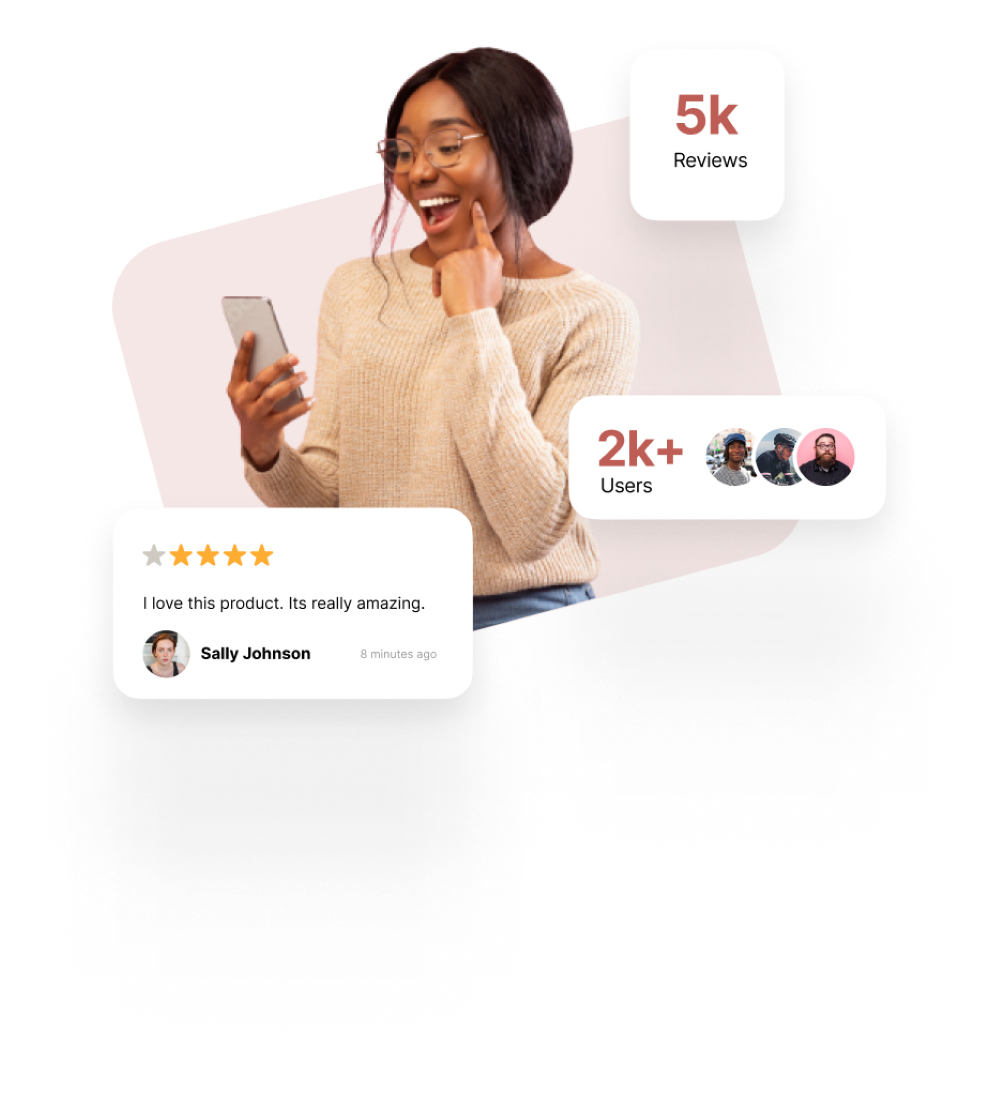 5k
Reviews
2k+
Users
I love this product. Its really amazing.
Sally Johnson
8 minutes ago